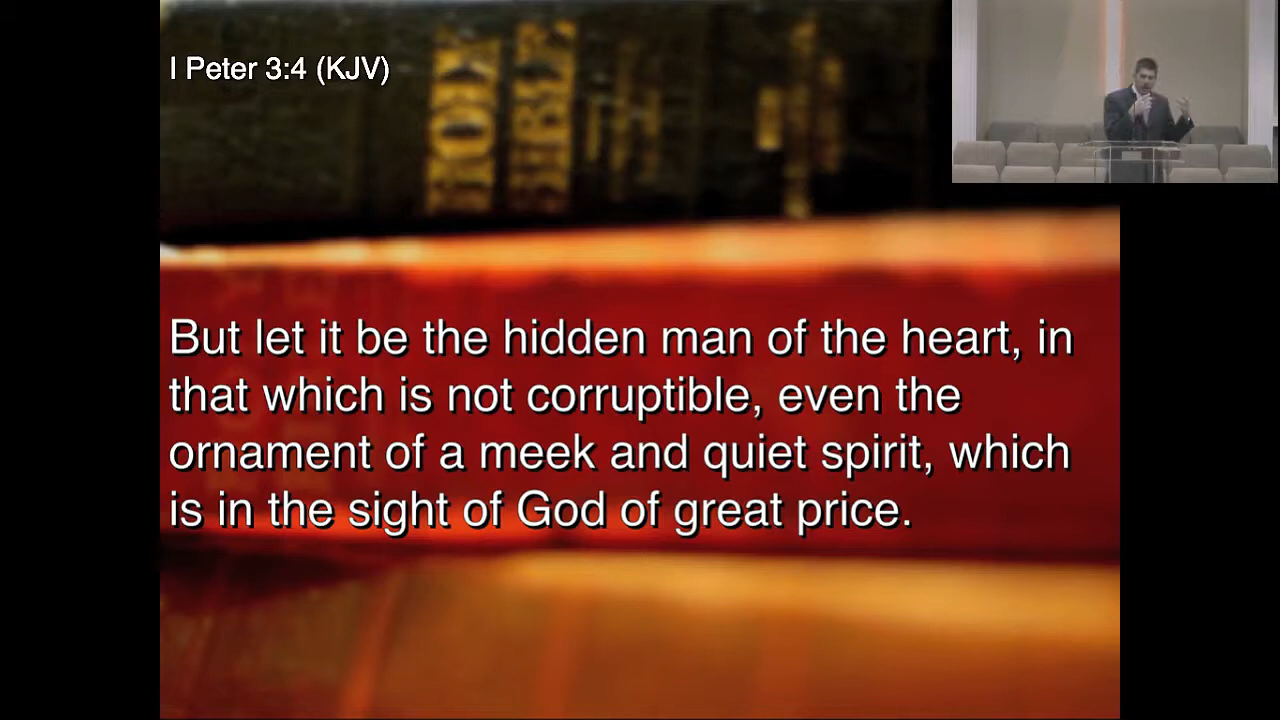 I Peter 3:4 (KJV)
HOLY
BIBLE
But let it be the hidden man of the heart, in
that which is not corruptible, even the
ornament of a meek and quiet spirit, which
is in the sight of God of great price.